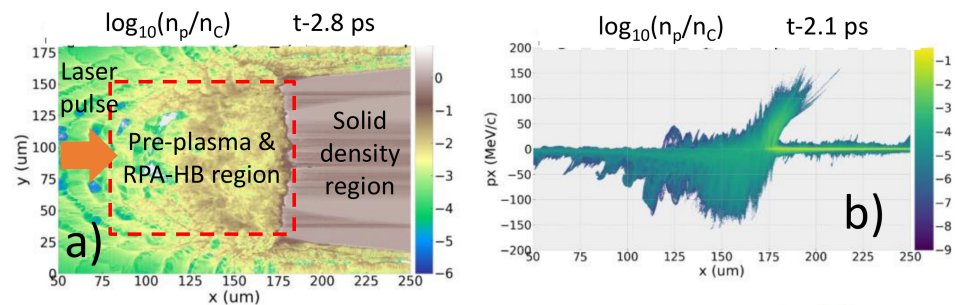 log₁₀(nₚ/n_C) t-2.8 ps
Laser
pulse
Pre-plasma &
RPA-HB region
Solid
density
region
a)
y (um)
175
150
125
100
75
50
25
0
50 75 100 125 150 175 200 225 250
x (um)
0
−1
−2
−3
−4
−5
−6
log₁₀(nₚ/n_C) t-2.1 ps
px (MeV/c)
200
150
100
50
0
−50
−100
−150
−200
50 75 100 125 150 175 200 225 250
x (um)
b)
−1
−2
−3
−4
−5
−6
−7
−8
−9